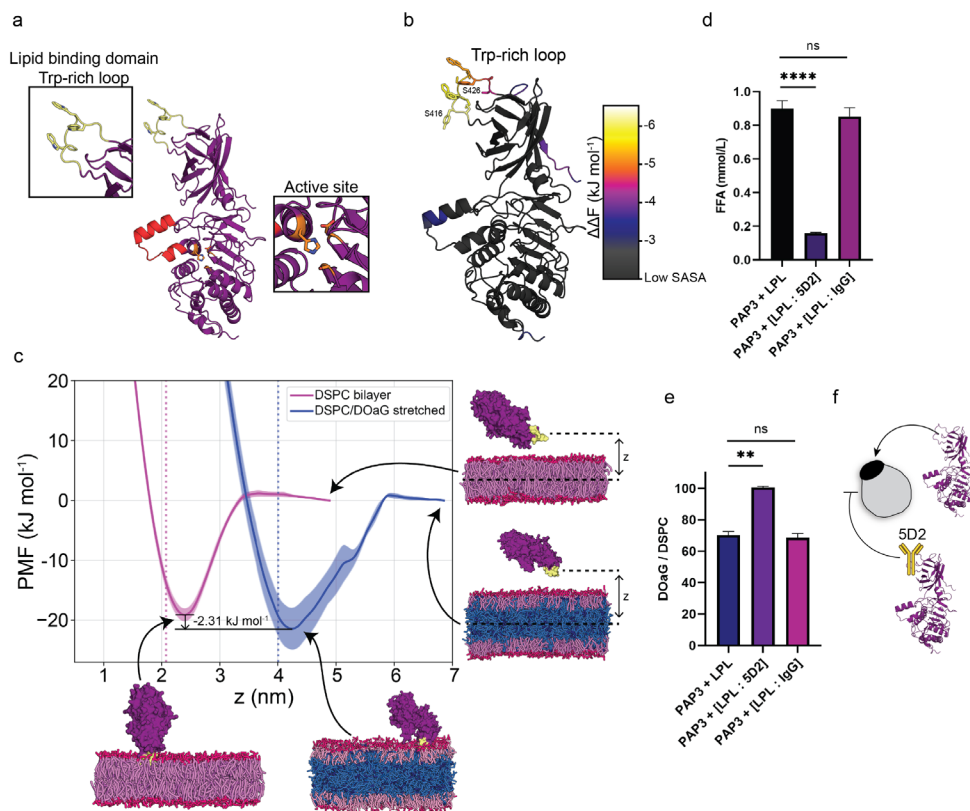 a
Lipid binding domain
Trp-rich loop
Active site
b
Trp-rich loop
S426
S416
-6
-5
-4
-3
Low SASA
ΔΔF (kJ mol⁻¹)
d
ns
****
1.0
0.8
0.6
0.4
0.2
0.0
FFA (mmol/L)
PAP3 + LPL
PAP3 + [LPL : 5D2]
PAP3 + [LPL : IgG]
c
DSPC bilayer
DSPC/DOaG stretched
20
10
0
−10
−20
PMF (kJ mol⁻¹)
-2.31 kJ mol⁻¹
0
1
2
3
4
5
6
7
z (nm)
z
z
e
ns
**
100
80
60
40
20
0
DOaG / DSPC
PAP3 + LPL
PAP3 + [LPL : 5D2]
PAP3 + [LPL : IgG]
f
5D2